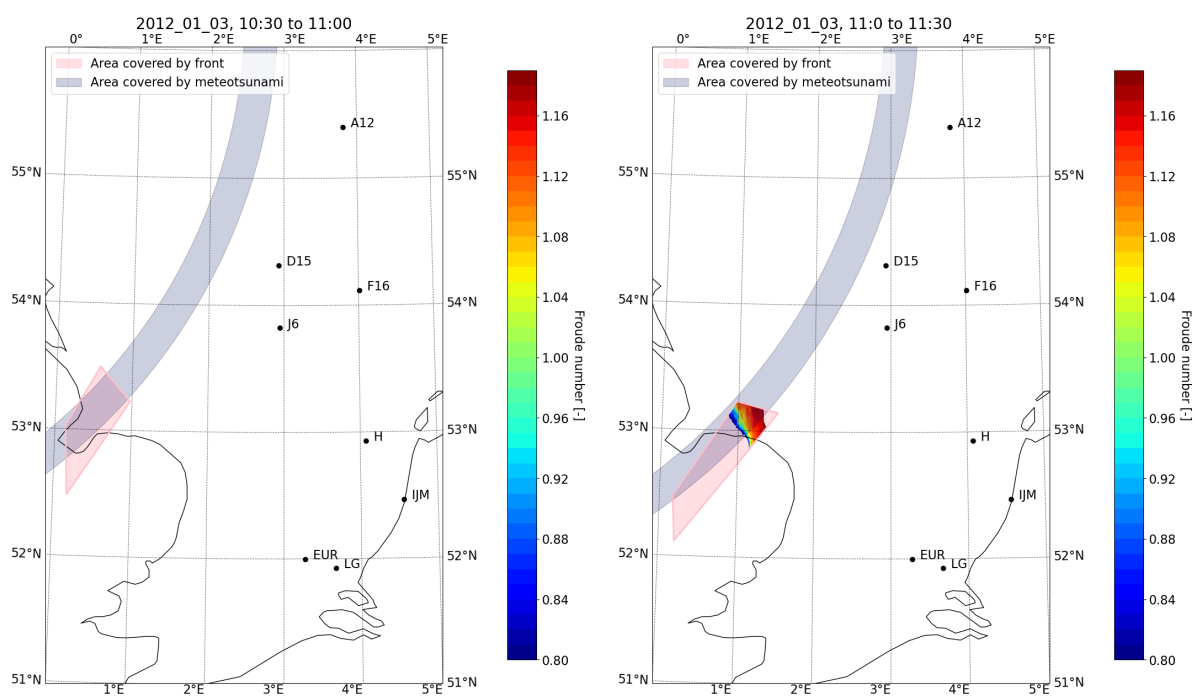 2012_01_03, 10:30 to 11:00
0° 1°E 2°E 3°E 4°E 5°E
Area covered by front
Area covered by meteotsunami
A12
55°N 55°N
D15
F16
54°N 54°N
J6
53°N 53°N
H
IJM
52°N 52°N
EUR
LG
51°N 51°N
1°E 2°E 3°E 4°E 5°E
1.16
1.12
1.08
1.04
1.00
0.96
0.92
0.88
0.84
0.80
Froude number [-]
2012_01_03, 11:0 to 11:30
0° 1°E 2°E 3°E 4°E 5°E
Area covered by front
Area covered by meteotsunami
A12
55°N 55°N
D15
F16
54°N 54°N
J6
53°N 53°N
H
IJM
52°N 52°N
EUR
LG
51°N 51°N
1°E 2°E 3°E 4°E 5°E
1.16
1.12
1.08
1.04
1.00
0.96
0.92
0.88
0.84
0.80
Froude number [-]